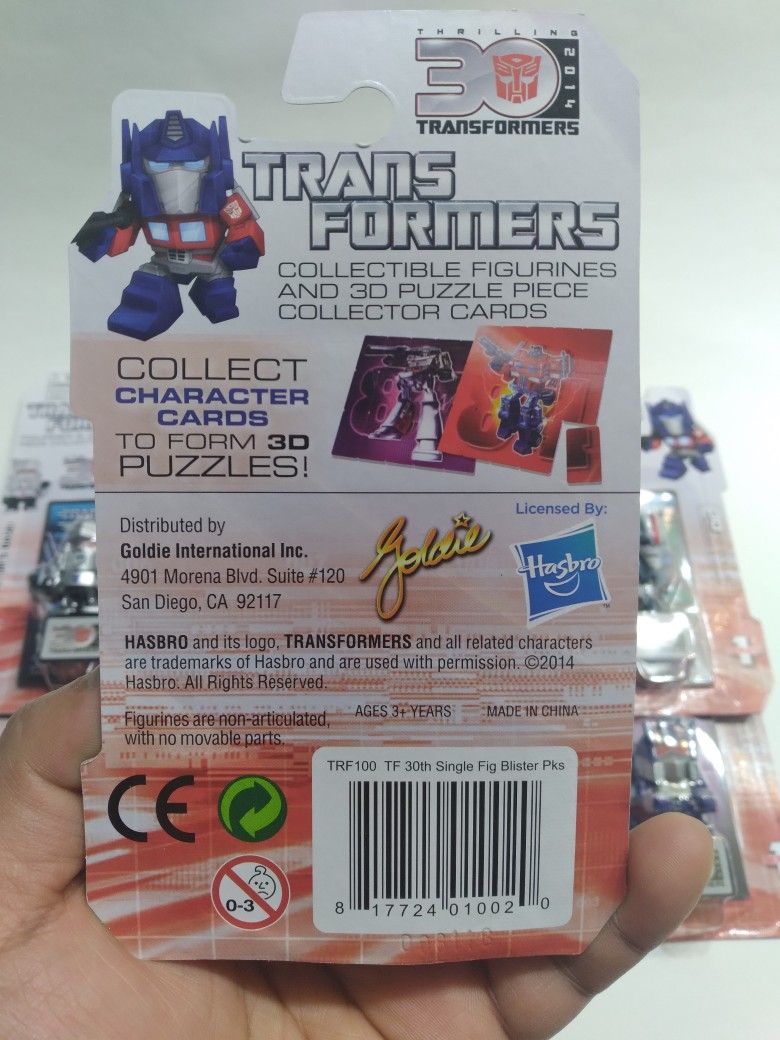 THRILLING
30
2014
TRANSFORMERS
TRANS
FORMERS
COLLECTIBLE FIGURINES
AND 3D PUZZLE PIECE
COLLECTOR CARDS
COLLECT
CHARACTER
CARDS
TO FORM 3D
PUZZLES!
Distributed by
Goldie International Inc.
4901 Morena Blvd. Suite #120
San Diego, CA 92117
Goldie
Licensed By:
Hasbro
TM
HASBRO and its logo, TRANSFORMERS and all related characters
are trademarks of Hasbro and are used with permission. ©2014
Hasbro. All Rights Reserved.
Figurines are non-articulated,
with no movable parts.
AGES 3+ YEARS
MADE IN CHINA
CE
0-3
TRF100 TF 30th Single Fig Blister Pks
8 17724 01002 0